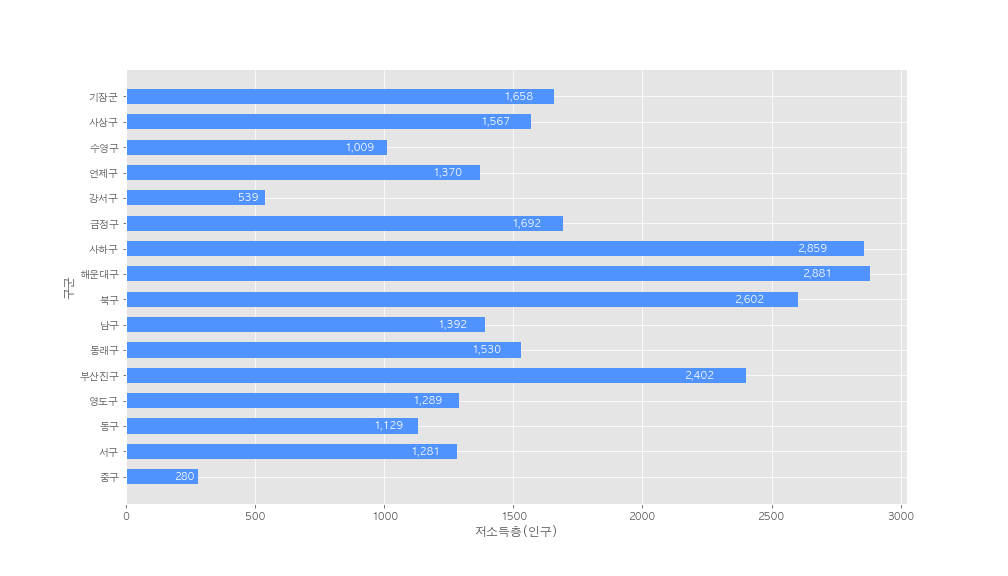 기장군 1,658
사상구 1,567
수영구 1,009
연제구 1,370
강서구 539
금정구 1,692
사하구 2,859
해운대구 2,881
북구 2,602
남구 1,392
동래구 1,530
부산진구 2,402
영도구 1,289
동구 1,129
서구 1,281
중구 280
구군
0 500 1000 1500 2000 2500 3000
저소득층(인구)